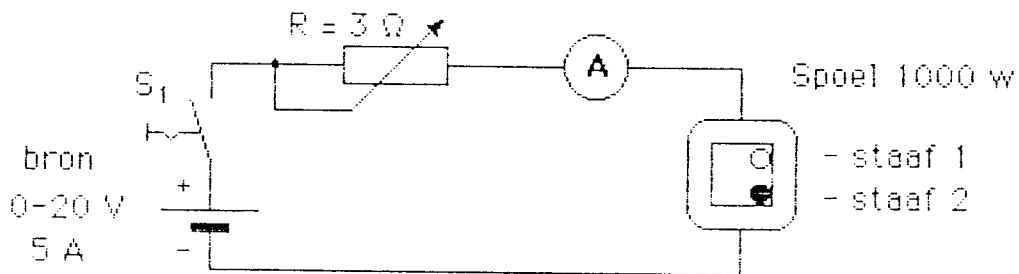 R = 3 Ω
A
Spoel 1000 w
S1
- staaf 1
bron
+
- staaf 2
0-20 V
5 A
-